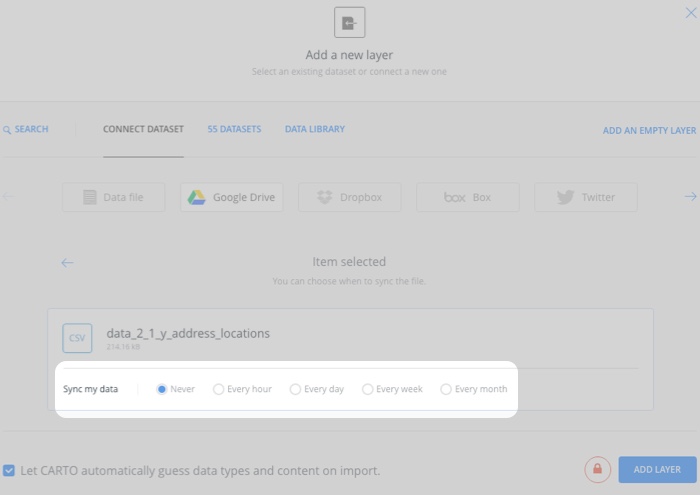 Add a new layer
Select an existing dataset or connect a new one
SEARCH CONNECT DATASET 55 DATASETS DATA LIBRARY ADD AN EMPTY LAYER
Data file Google Drive Dropbox box Box Twitter
Item selected
You can choose when to sync the file.
CSV data_2_1_y_address_locations
214.16 kB
Sync my data Never Every hour Every day Every week Every month
Let CARTO automatically guess data types and content on import. ADD LAYER